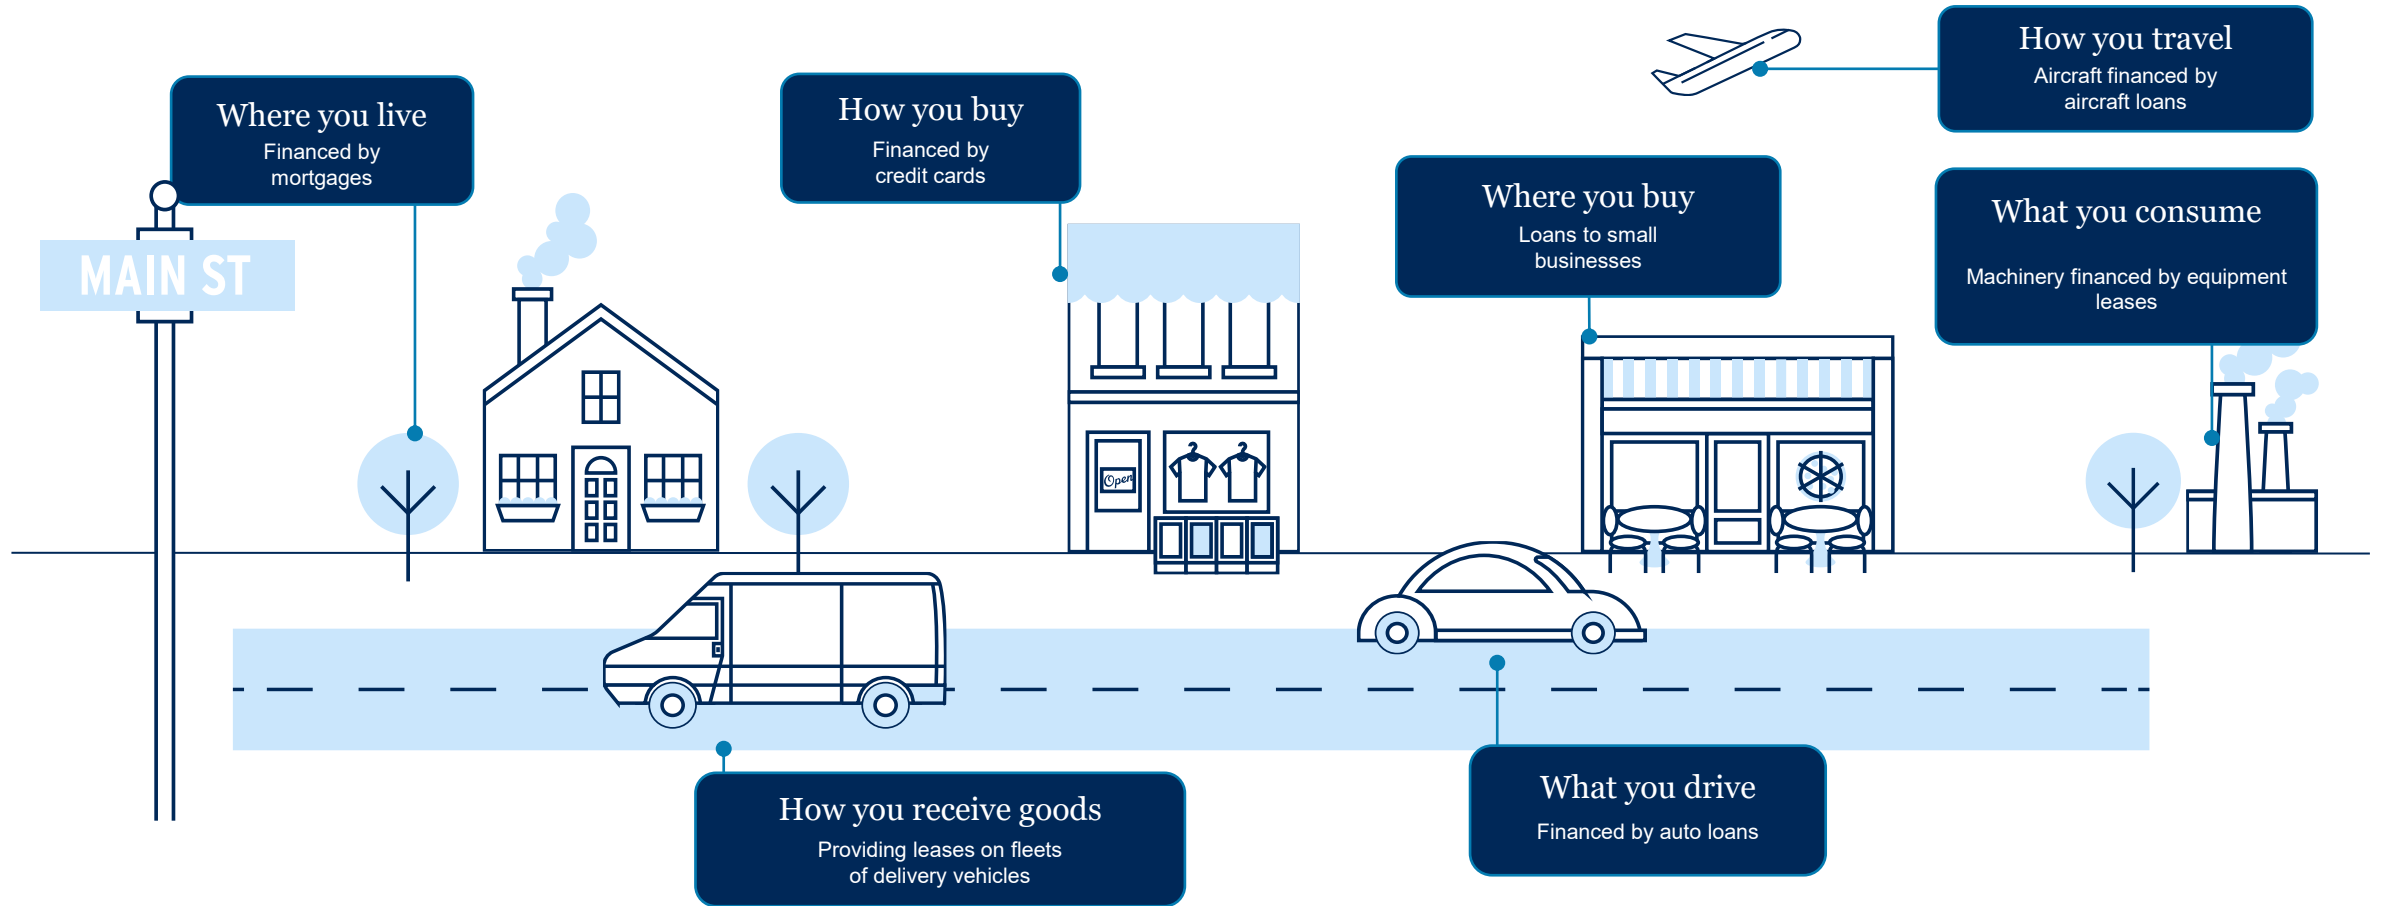 How you travel
Aircraft financed by
aircraft loans
Where you live
Financed by
mortgages
How you buy
Financed by
credit cards
Where you buy
Loans to small
businesses
What you consume
Machinery financed by equipment
leases
MAIN ST
Open
How you receive goods
Providing leases on fleets
of delivery vehicles
What you drive
Financed by auto loans